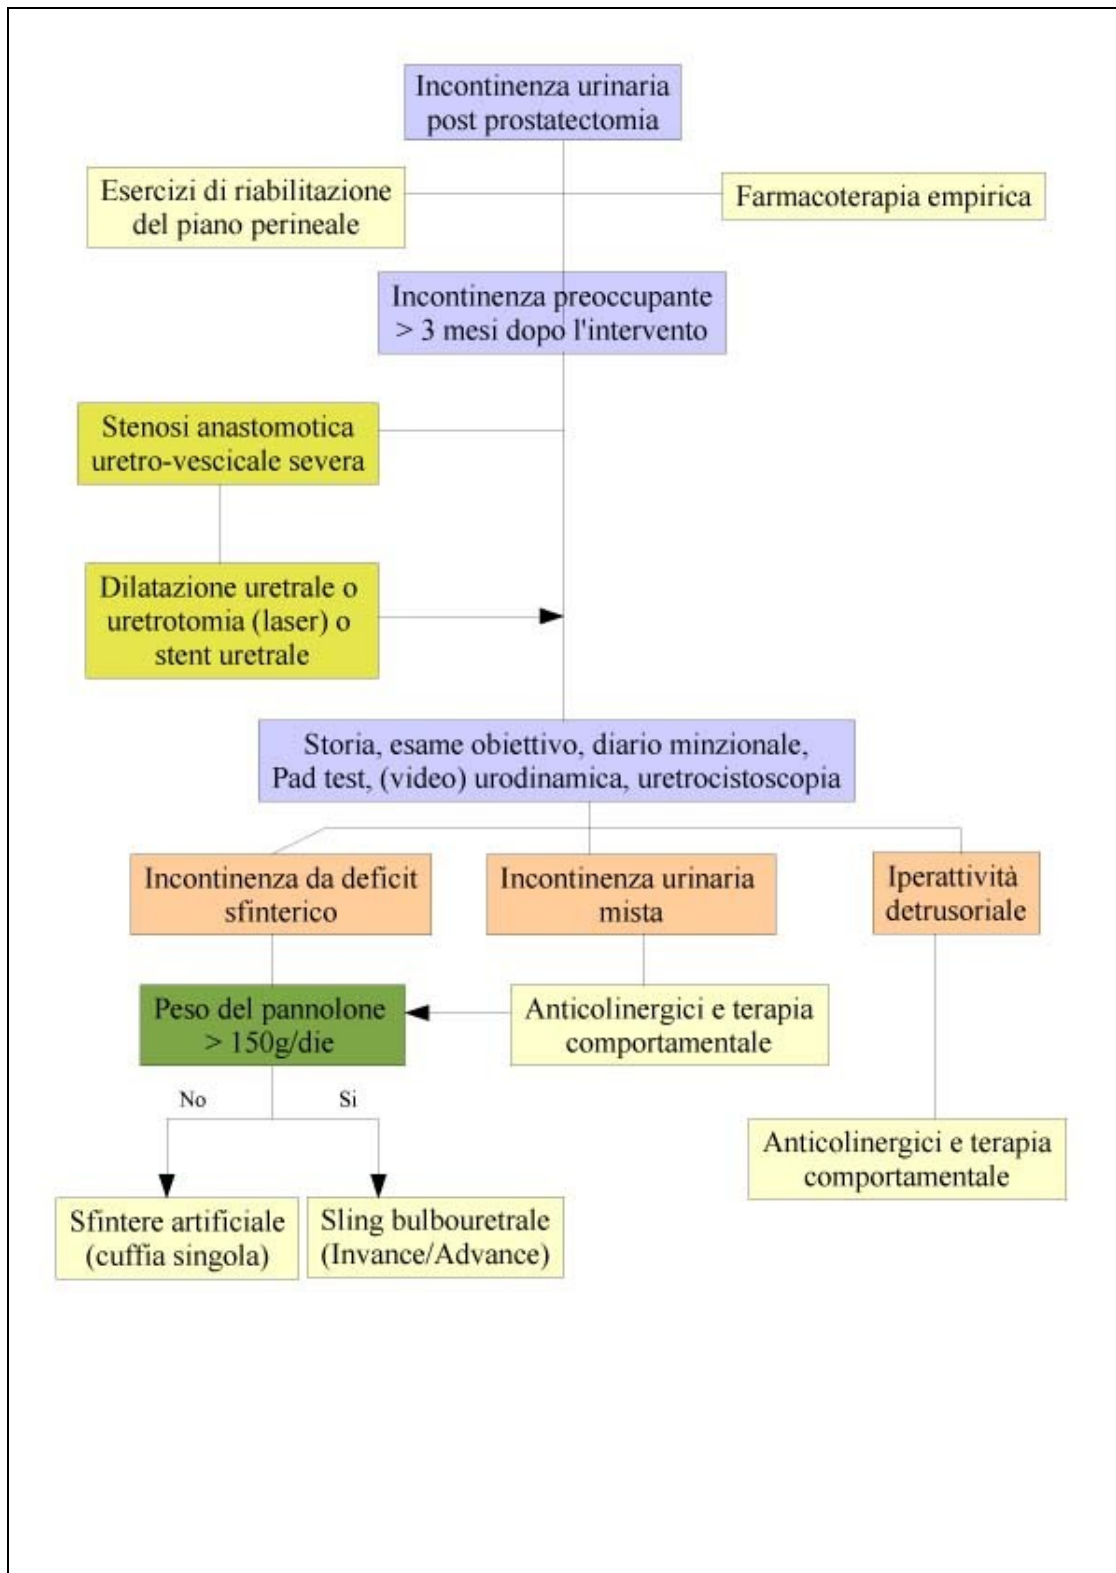 Incontinenza urinaria
post prostatectomia
Esercizi di riabilitazione
del piano perineale
Farmacoterapia empirica
Incontinenza preoccupante
> 3 mesi dopo l'intervento
Stenosi anastomotica
uretro-vescicale severa
Dilatazione uretrale o
uretrotomia (laser) o
stent uretrale
Storia, esame obiettivo, diario minzionale,
Pad test, (video) urodinamica, uretrocistoscopia
Incontinenza da deficit
sfinterico
Incontinenza urinaria
mista
Iperattività
detrusoriale
Peso del pannolone
> 150g/die
Anticolinergici e terapia
comportamentale
No
Si
Anticolinergici e terapia
comportamentale
Sfintere artificiale
(cuffia singola)
Sling bulbouretrale
(Invance/Advance)